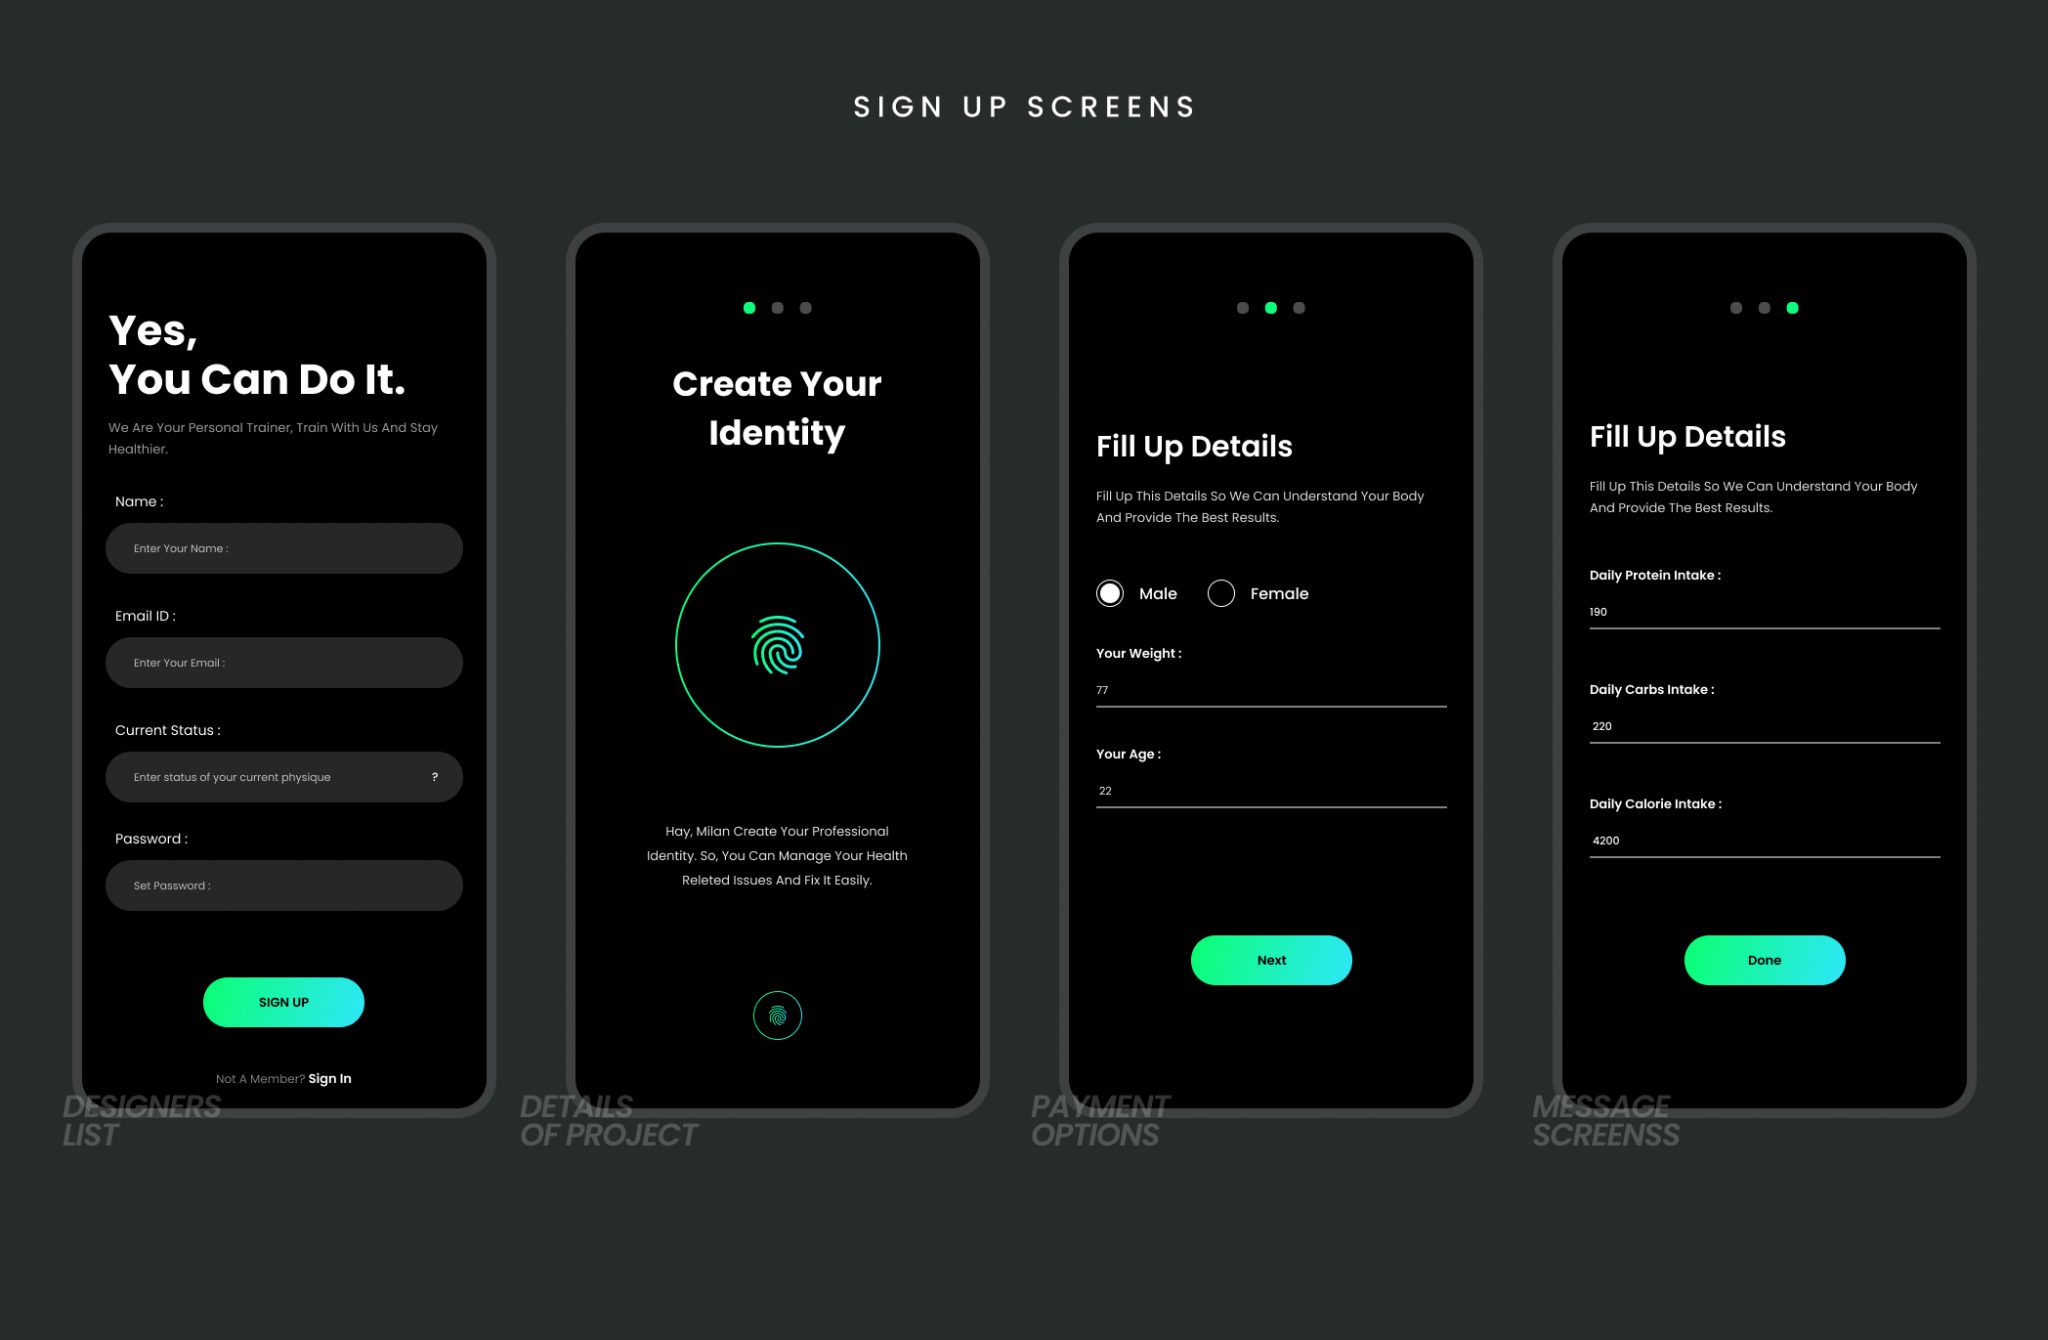 SIGN UP SCREENS
Yes,
You Can Do It.
We Are Your Personal Trainer, Train With Us And Stay
Healthier.
Name :
Enter Your Name :
Email ID :
Enter Your Email :
Current Status :
Enter status of your current physique ?
Password :
Set Password :
SIGN UP
Not A Member? Sign In
DESIGNERS
LIST
Create Your
Identity
Hay, Milan Create Your Professional
Identity. So, You Can Manage Your Health
Releted Issues And Fix It Easily.
DETAILS
OF PROJECT
Fill Up Details
Fill Up This Details So We Can Understand Your Body
And Provide The Best Results.
Male Female
Your Weight :
77
Your Age :
22
Next
PAYMENT
OPTIONS
Fill Up Details
Fill Up This Details So We Can Understand Your Body
And Provide The Best Results.
Daily Protein Intake :
190
Daily Carbs Intake :
220
Daily Calorie Intake :
4200
Done
MESSAGE
SCREENSS